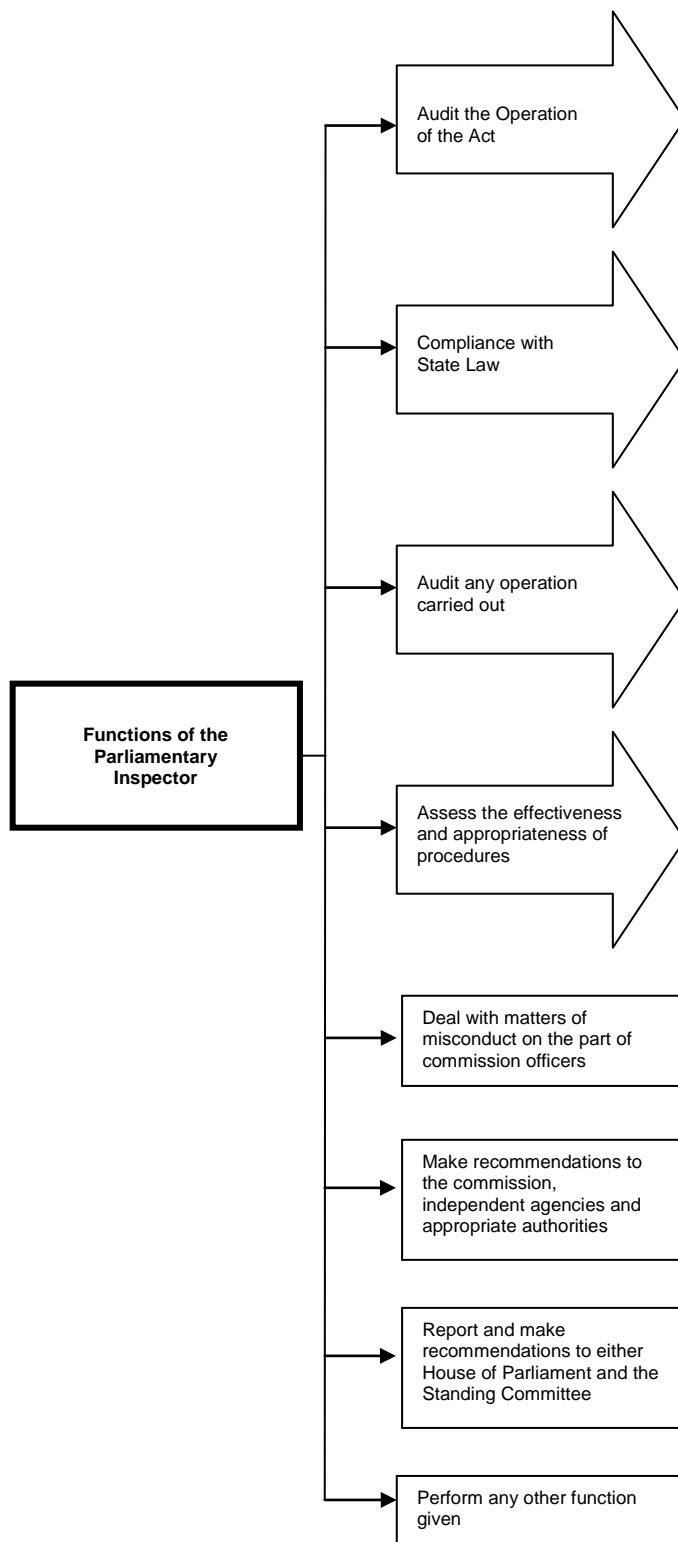 Audit the Operation
of the Act
Compliance with
State Law
Audit any operation
carried out
Functions of the
Parliamentary
Inspector
Assess the effectiveness
and appropriateness of
procedures
Deal with matters of
misconduct on the part of
commission officers
Make recommendations to
the commission,
independent agencies and
appropriate authorities
Report and make
recommendations to either
House of Parliament and the
Standing Committee
Perform any other function
given